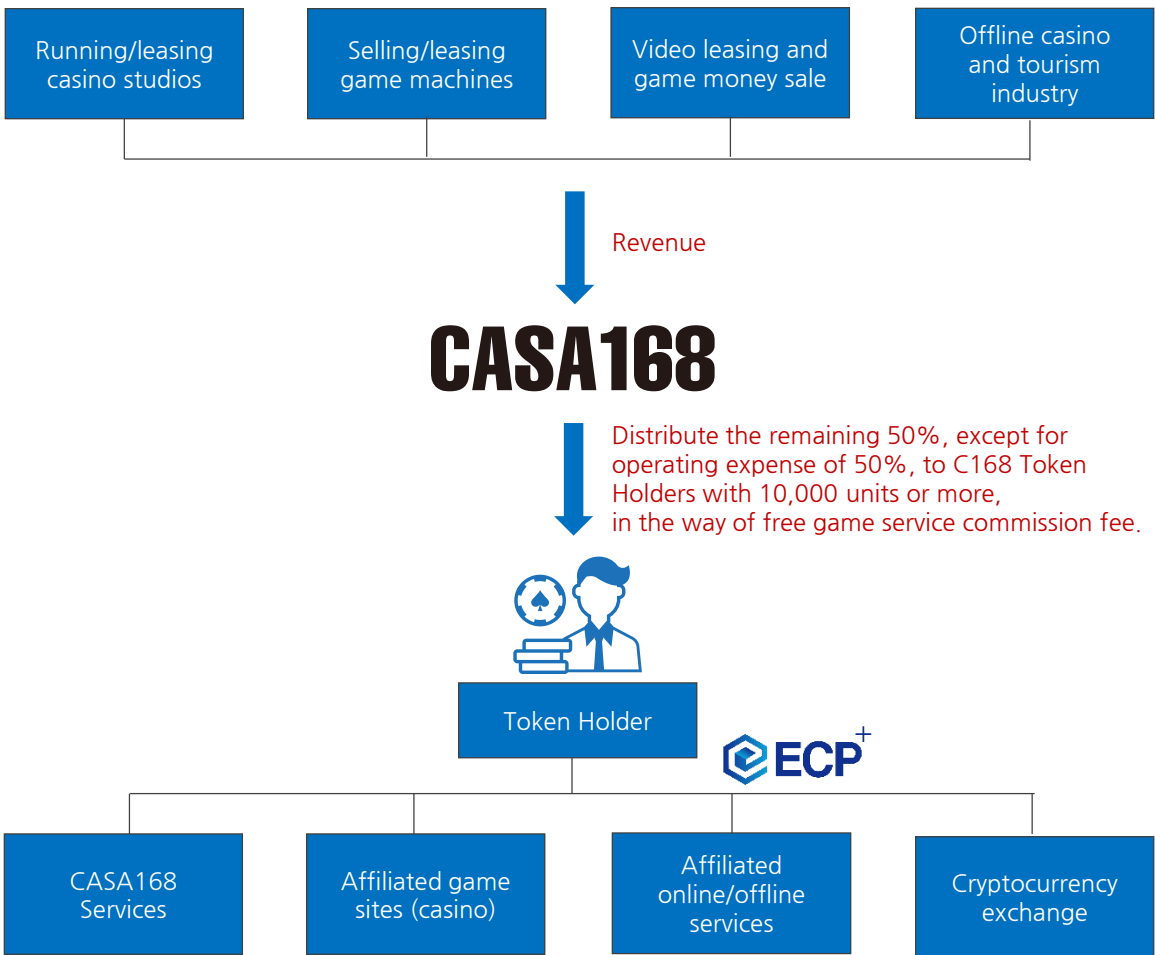 Running/leasing
casino studios
Selling/leasing
game machines
Video leasing and
game money sale
Offline casino
and tourism
industry
Revenue
CASA168
Distribute the remaining 50%, except for
operating expense of 50%, to C168 Token
Holders with 10,000 units or more,
in the way of free game service commission fee.
Token Holder
ECP+
CASA168
Services
Affiliated game
sites (casino)
Affiliated
online/offline
services
Cryptocurrency
exchange